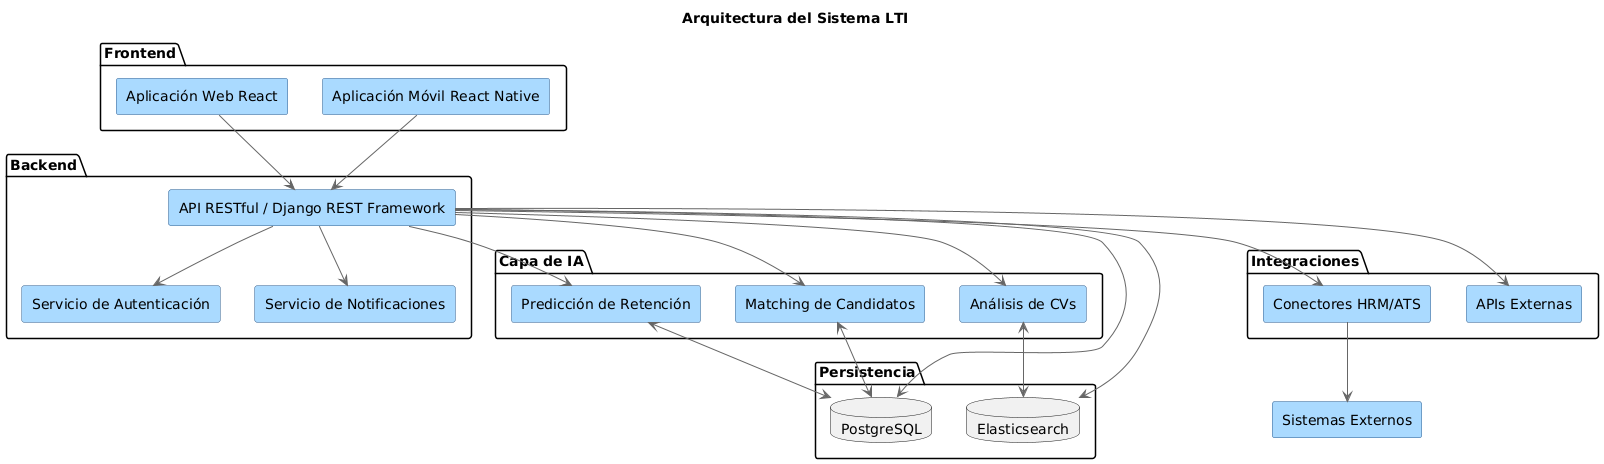 Arquitectura del Sistema LTI
Frontend
Aplicación Web React
Aplicación Móvil React Native
Backend
API RESTful / Django REST Framework
Servicio de Autenticación
Servicio de Notificaciones
Capa de IA
Predicción de Retención
Matching de Candidatos
Análisis de CVs
Integraciones
Conectores HRM/ATS
APIs Externas
Persistencia
PostgreSQL
Elasticsearch
Sistemas Externos